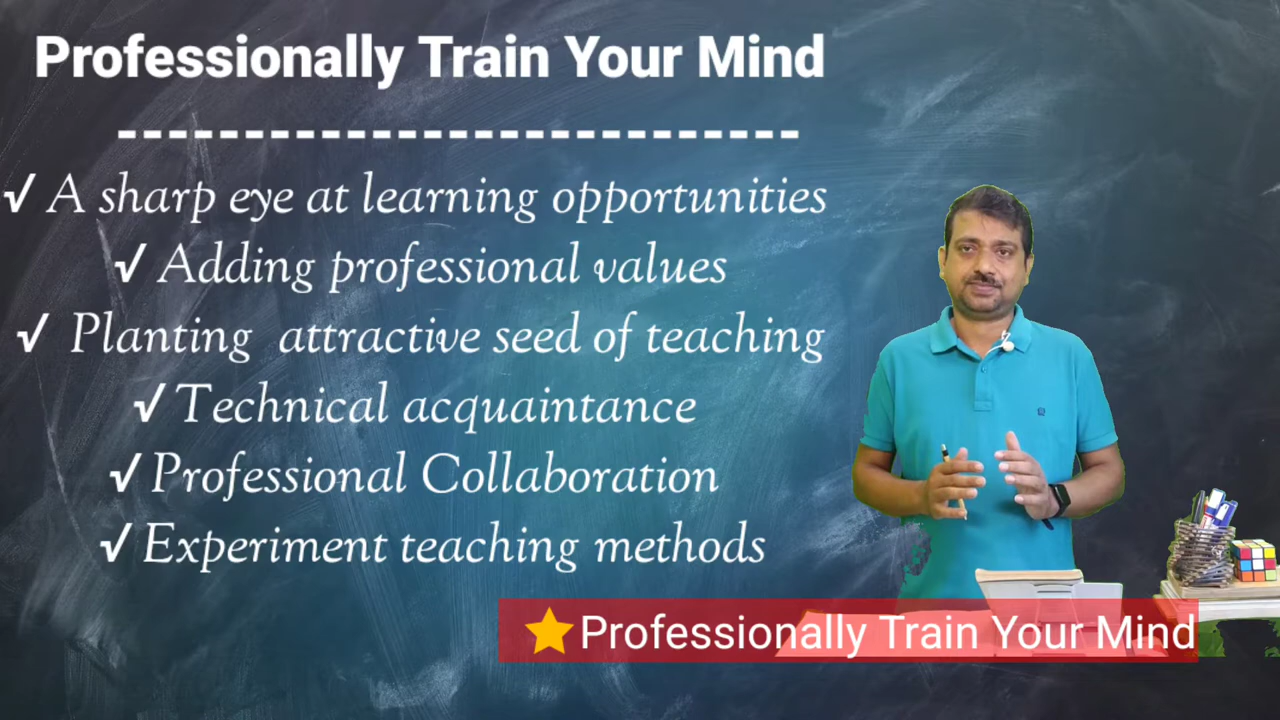 Professionally Train Your Mind
----------------------------
√ A sharp eye at learning opportunities
√ Adding professional values
√ Planting attractive seed of teaching
√ Technical acquaintance
√ Professional Collaboration
√ Experiment teaching methods
⭐Professionally Train Your Mind